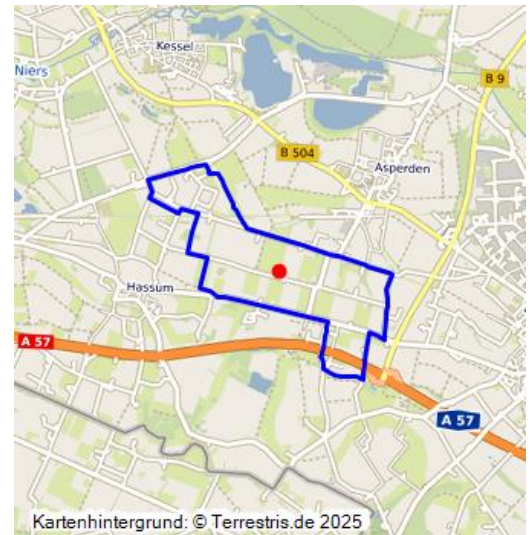 Kessel
Niers
B 9
B 504
Asperden
Hassum
A 57
A 57
Kartenhintergrund: © Terrestris.de 2025